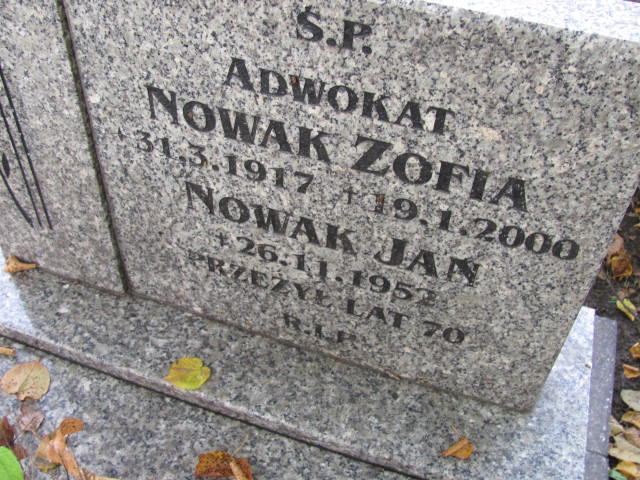 Ś.P.
ADWOKAT
NOWAK ZOFIA
*31.3.1917 †19.1.2000
NOWAK JAN
†26.11.1952
PRZEŻYŁ LAT 70
R.I.P.